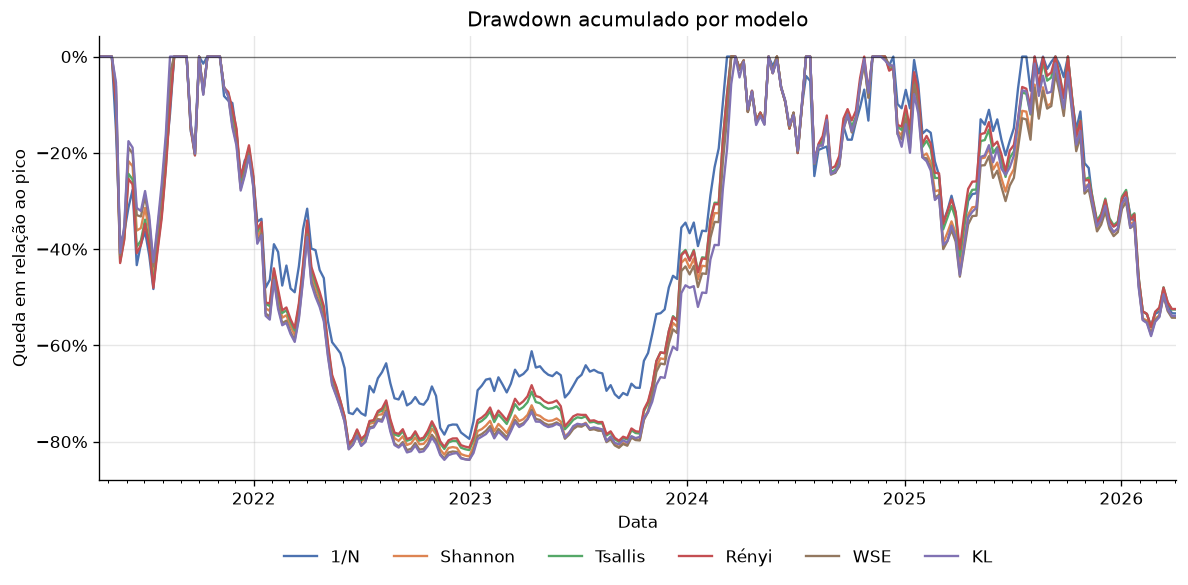 Drawdown acumulado por modelo
Queda em relação ao pico
0%
−20%
−40%
−60%
−80%
2022 2023 2024 2025 2026
Data
1/N Shannon Tsallis Rényi WSE KL